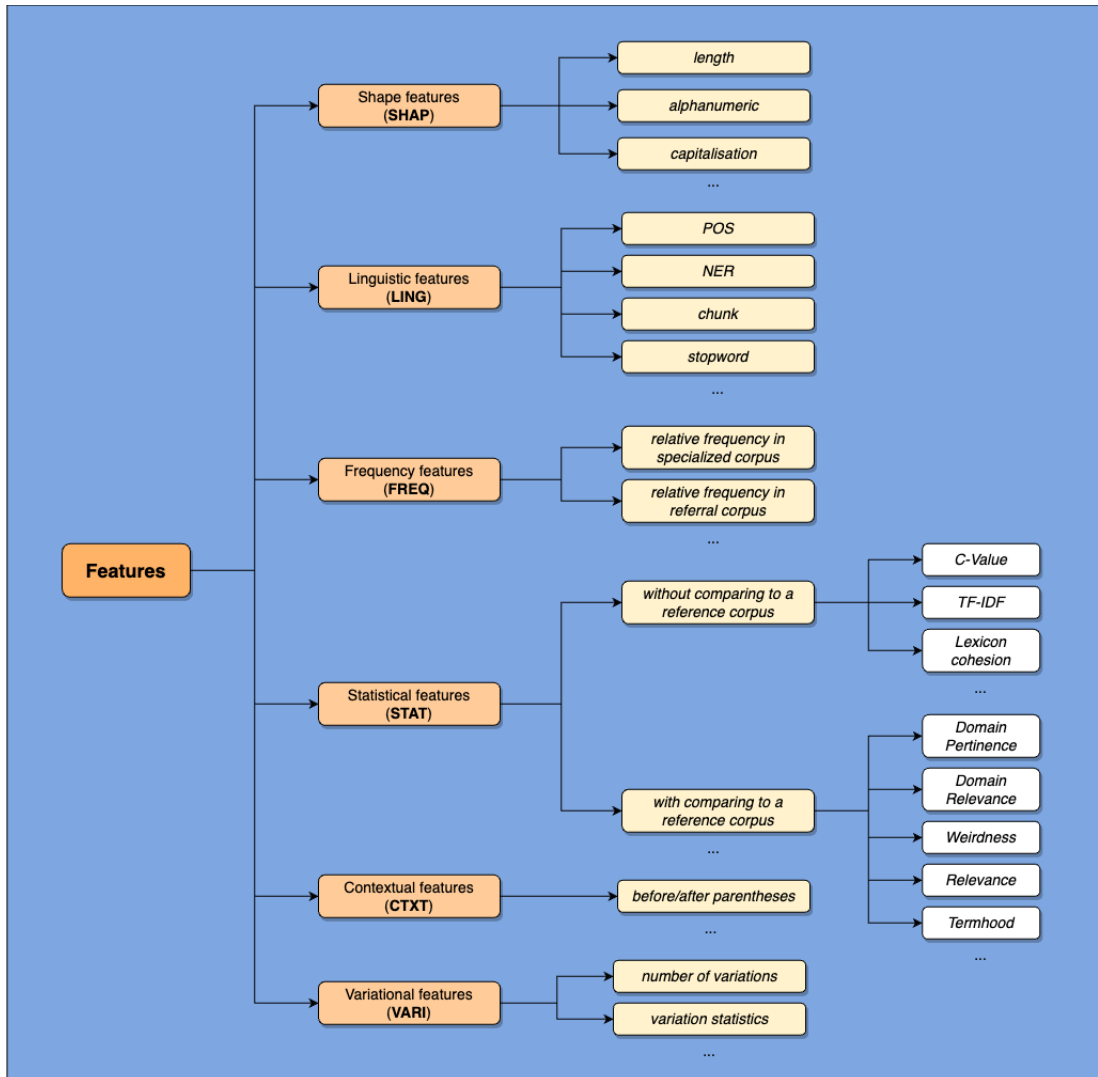 Features
Shape features
(SHAP)
length
alphanumeric
capitalisation
...
Linguistic features
(LING)
POS
NER
chunk
stopword
...
Frequency features
(FREQ)
relative frequency in
specialized corpus
relative frequency in
referral corpus
...
Statistical features
(STAT)
without comparing to a
reference corpus
C-Value
TF-IDF
Lexicon
cohesion
...
with comparing to a
reference corpus
...
Domain
Pertinence
Domain
Relevance
Weirdness
Relevance
Termhood
...
Contextual features
(CTXT)
before/after parentheses
...
Variational features
(VARI)
number of variations
variation statistics
...